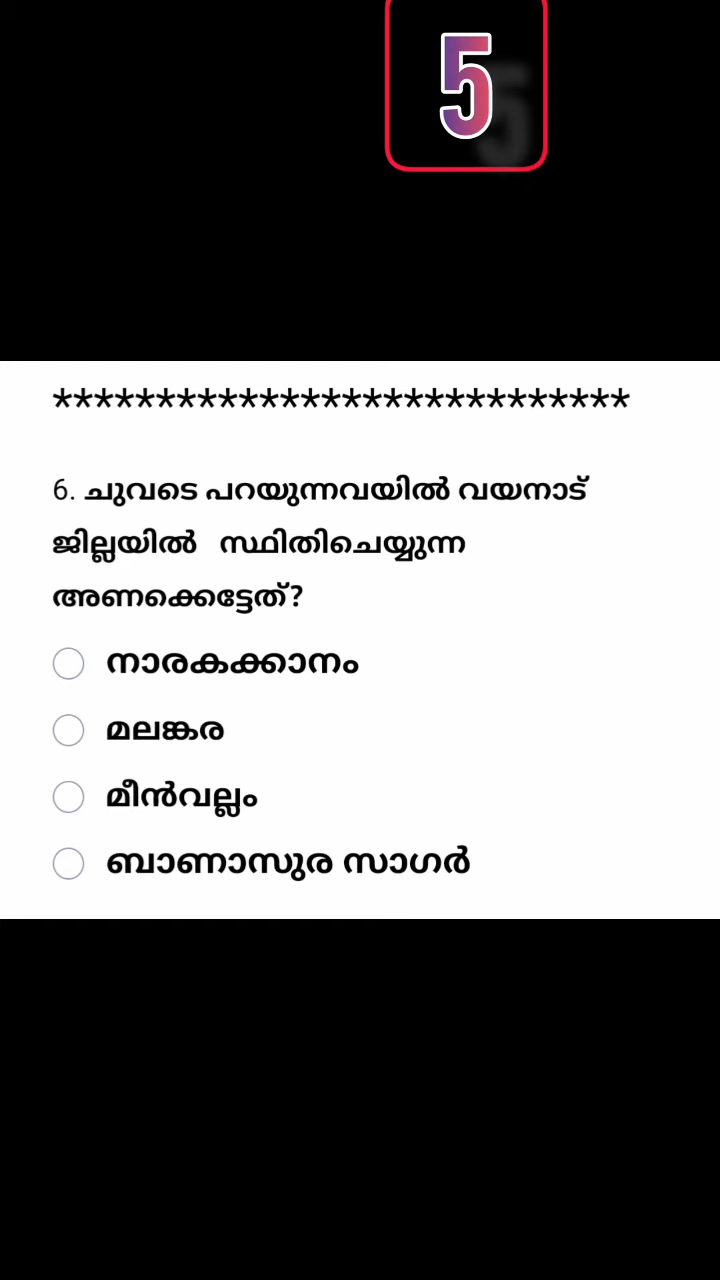 5
****************************
6. ചുവടെ പറയുന്നവയിൽ വയനാട്
ജില്ലയിൽ സ്ഥിതിചെയ്യുന്ന
അണക്കെട്ടേത്?
നാരകക്കാനം
മലങ്കര
മീൻവല്ലം
ബാണാസുര സാഗർ